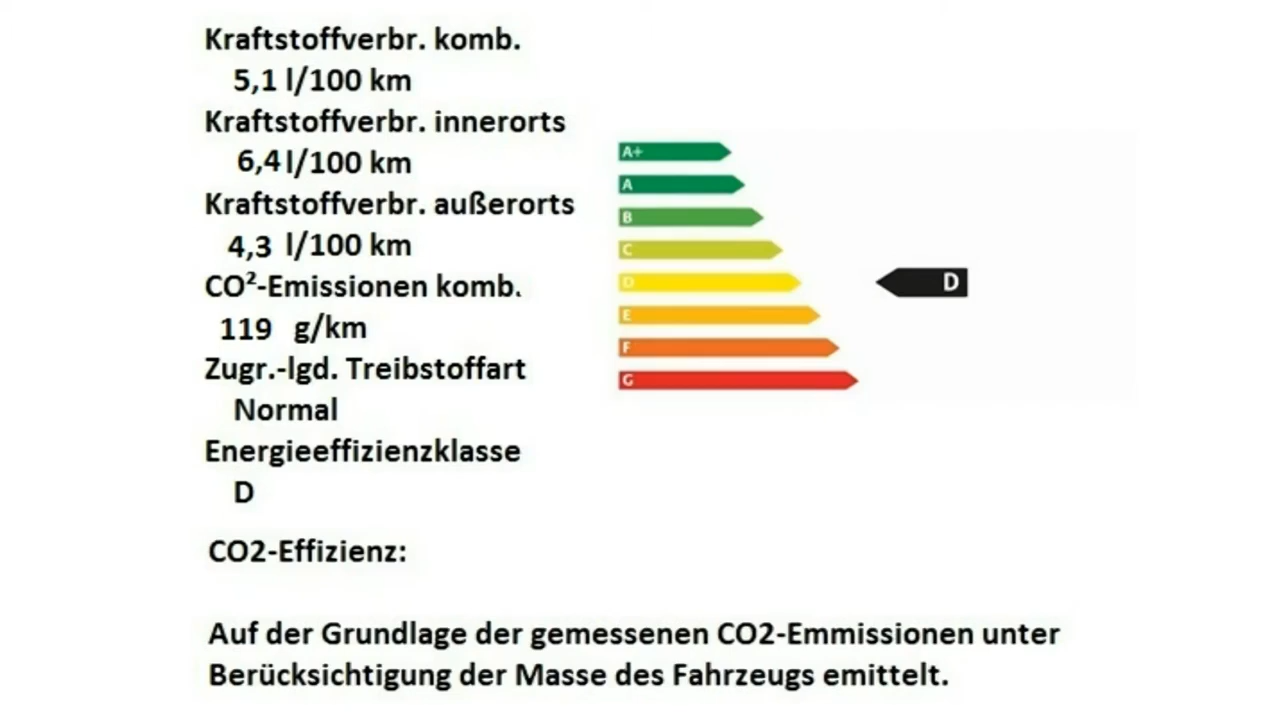 Kraftstoffverbr. komb.
5,1 l/100 km
Kraftstoffverbr. innerorts
6,4 l/100 km
Kraftstoffverbr. außerorts
4,3 l/100 km
CO²-Emissionen komb.
119 g/km
Zugr.-lgd. Treibstoffart
Normal
Energieeffizienzklasse
D
A+
A
B
C
D
D
E
F
G
CO2-Effizienz:
Auf der Grundlage der gemessenen CO2-Emmissionen unter
Berücksichtigung der Masse des Fahrzeugs emittelt.